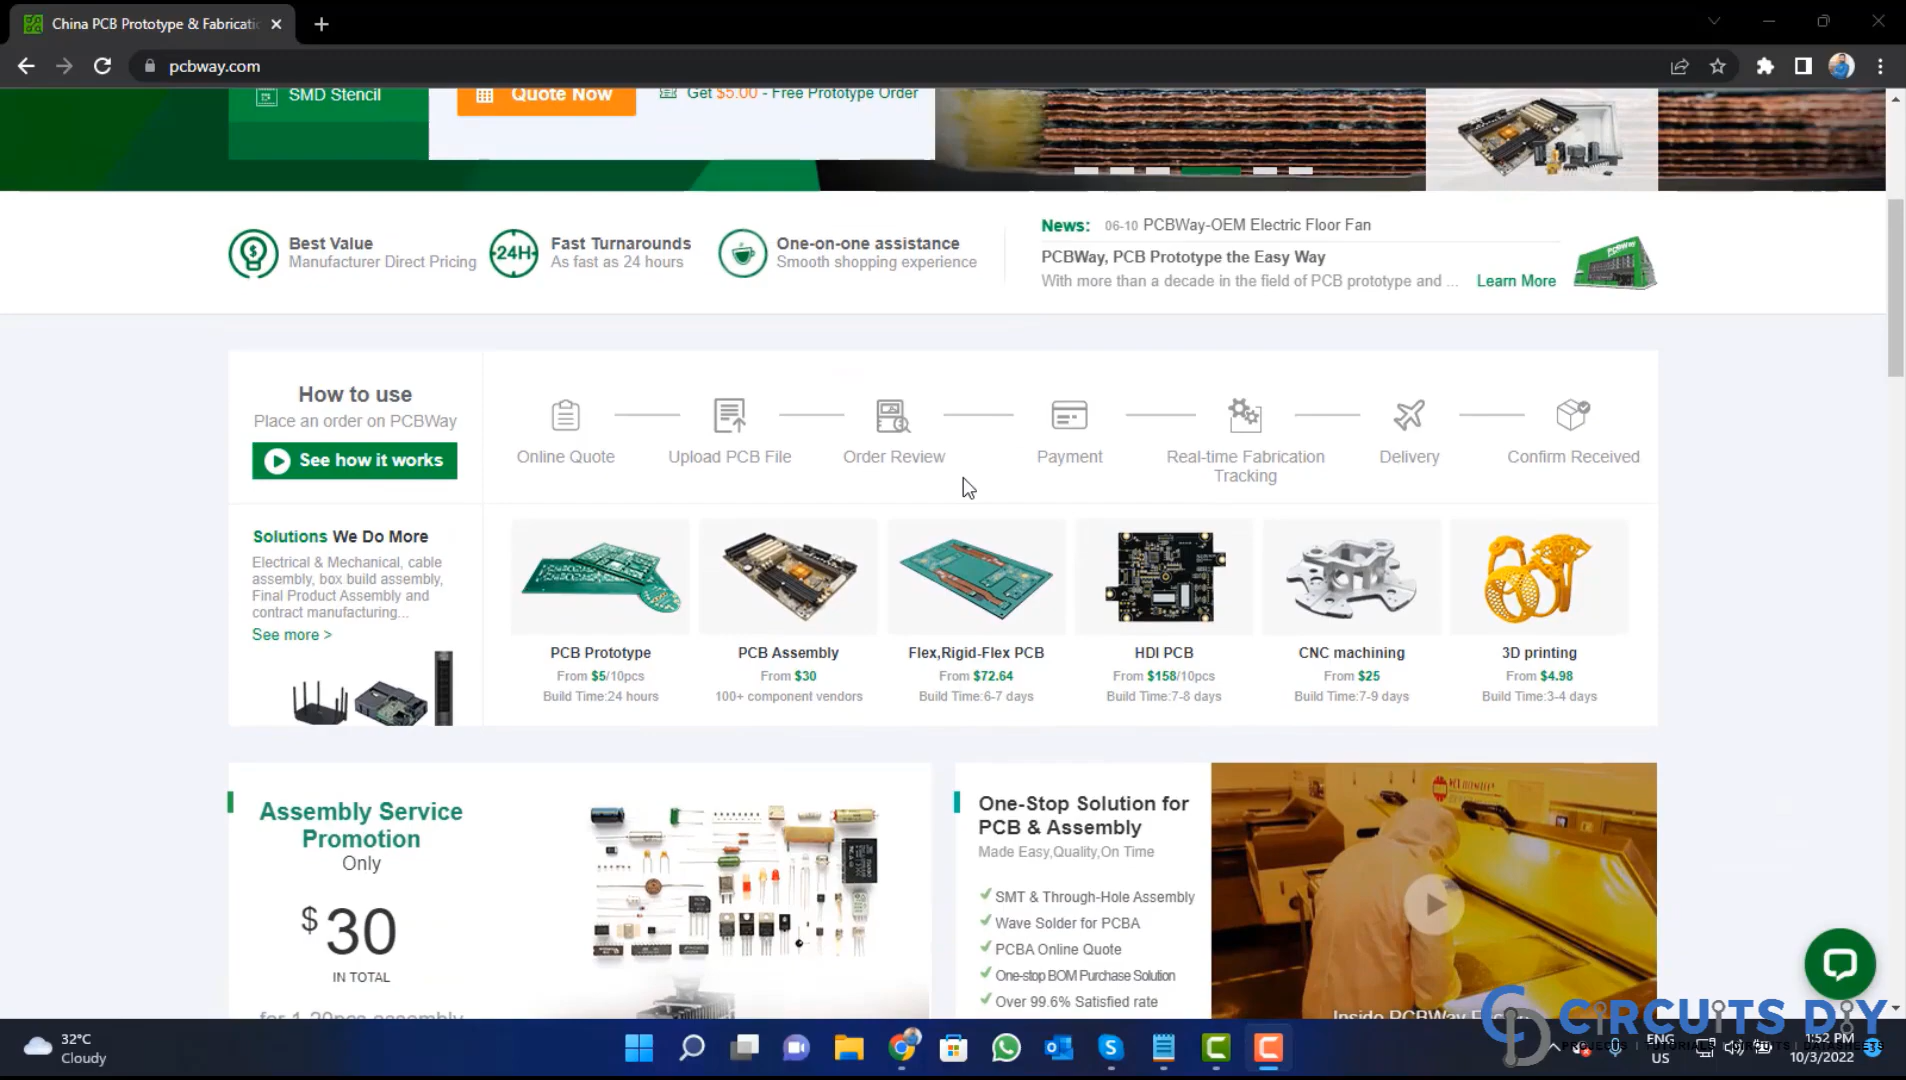 China PCB Prototype & Fabricati
pcbway.com
SMD Stencil
Quote Now
Get $5.00 - Free Prototype Order
Best Value
Manufacturer Direct Pricing
24H
Fast Turnarounds
As fast as 24 hours
One-on-one assistance
Smooth shopping experience
News: 06-10 PCBWay-OEM Electric Floor Fan
PCBWay, PCB Prototype the Easy Way
With more than a decade in the field of PCB prototype and ... Learn More
How to use
Place an order on PCBWay
See how it works
Online Quote
Upload PCB File
Order Review
Payment
Real-time Fabrication
Tracking
Delivery
Confirm Received
Solutions We Do More
Electrical & Mechanical, cable
assembly, box build assembly,
Final Product Assembly and
contract manufacturing...
See more >
PCB Prototype
From $5/10pcs
Build Time:24 hours
PCB Assembly
From $30
100+ component vendors
Flex,Rigid-Flex PCB
From $72.64
Build Time:6-7 days
HDI PCB
From $158/10pcs
Build Time:7-8 days
CNC machining
From $25
Build Time:7-9 days
3D printing
From $4.98
Build Time:3-4 days
Assembly Service
Promotion
Only
$30
IN TOTAL
for 1-20pcs assembly
One-Stop Solution for
PCB & Assembly
Made Easy,Quality,On Time
SMT & Through-Hole Assembly
Wave Solder for PCBA
PCBA Online Quote
One-stop BOM Purchase Solution
Over 99.6% Satisfied rate
Inside PCBWay
CIRCUITS DIY
32°C
Cloudy
ENG
US
1:52 PM
10/3/2022